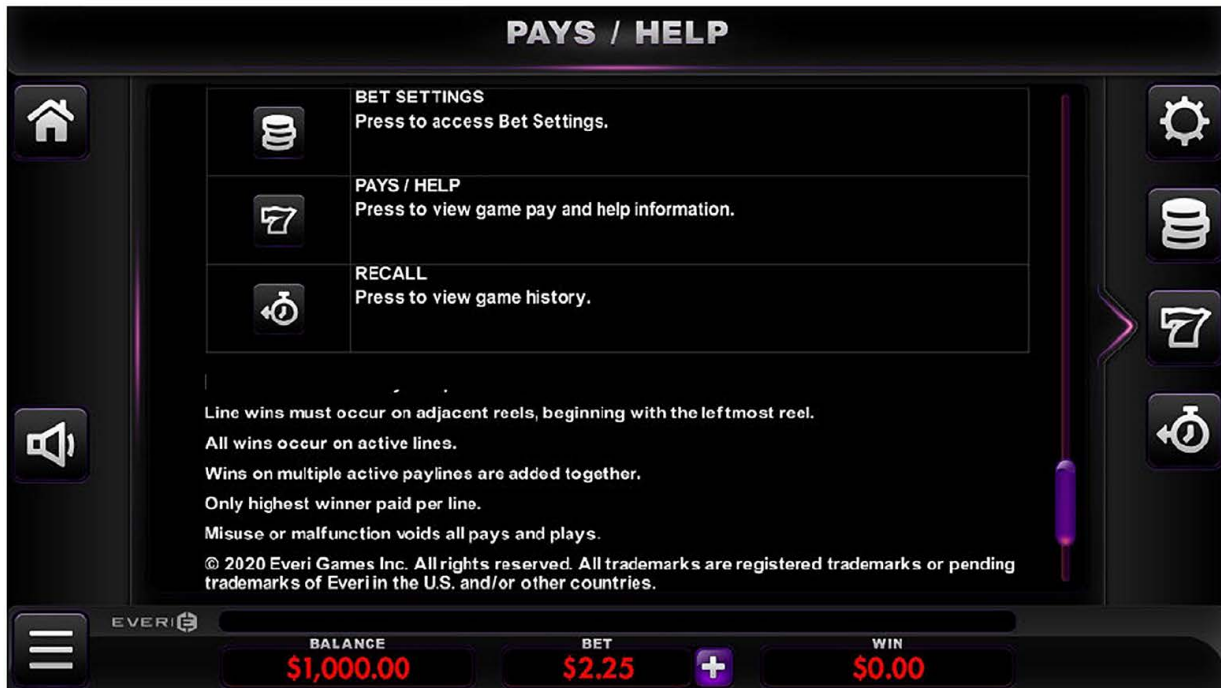 PAYS / HELP
BET SETTINGS
Press to access Bet Settings.
PAYS / HELP
Press to view game pay and help information.
RECALL
Press to view game history.
Line wins must occur on adjacent reels, beginning with the leftmost reel.
All wins occur on active lines.
Wins on multiple active paylines are added together.
Only highest winner paid per line.
Misuse or malfunction voids all pays and plays.
© 2020 Everi Games Inc. All rights reserved. All trademarks are registered trademarks or pending
trademarks of Everi in the U.S. and/or other countries.
EVERI
BALANCE BET WIN
$1,000.00 $2.25 + $0.00